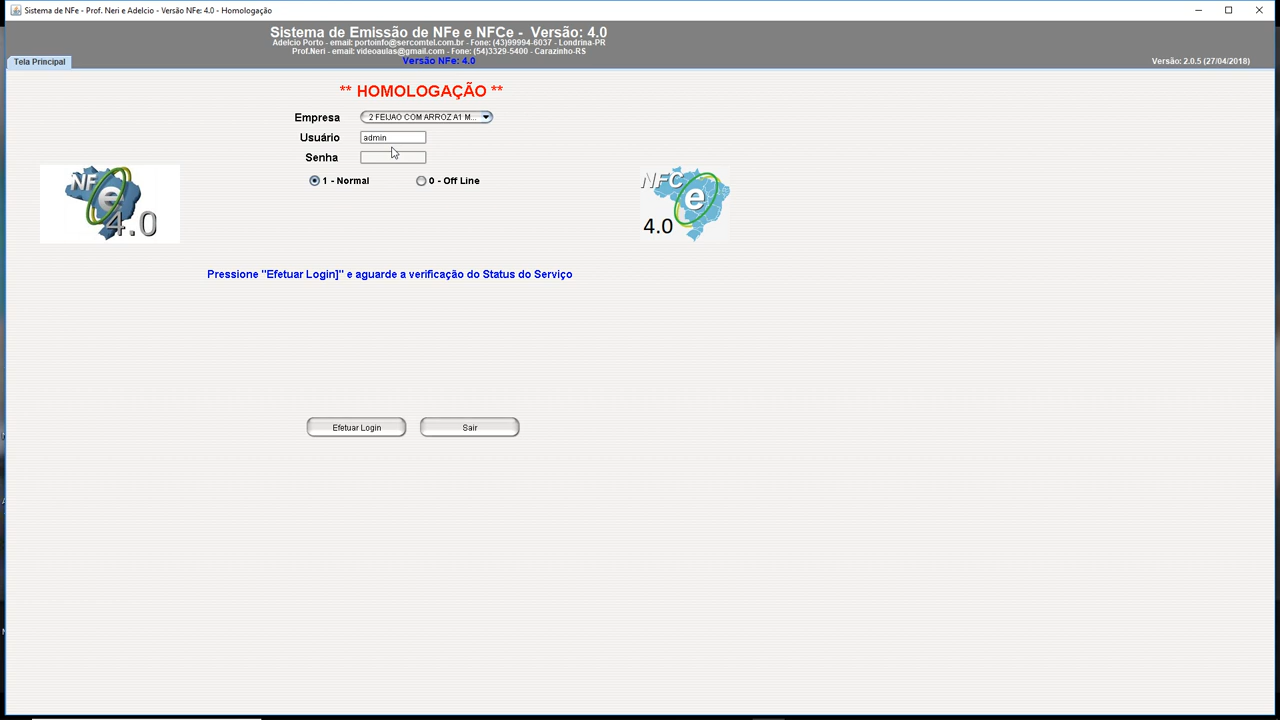 Sistema de NFe - Prof. Neri e Adelcio - Versão NFe: 4.0 - Homologação
Sistema de Emissão de NFe e NFCe - Versão: 4.0
Adelcio Porto - email: portoinfo@sercomtel.com.br - Fone: (43)99994-6037 - Londrina-PR
Prof.Neri - email: videoaulas@gmail.com - Fone: (54)3329-5400 - Carazinho-RS
Versão NFe: 4.0
Tela Principal
Versão: 2.0.5 (27/04/2018)
** HOMOLOGAÇÃO **
Empresa 2 FEIJAO COM ARROZ A1 M...
Usuário admin
Senha
1 - Normal 0 - Off Line
NF e 4.0
NFC e 4.0
Pressione "Efetuar Login]" e aguarde a verificação do Status do Serviço
Efetuar Login Sair